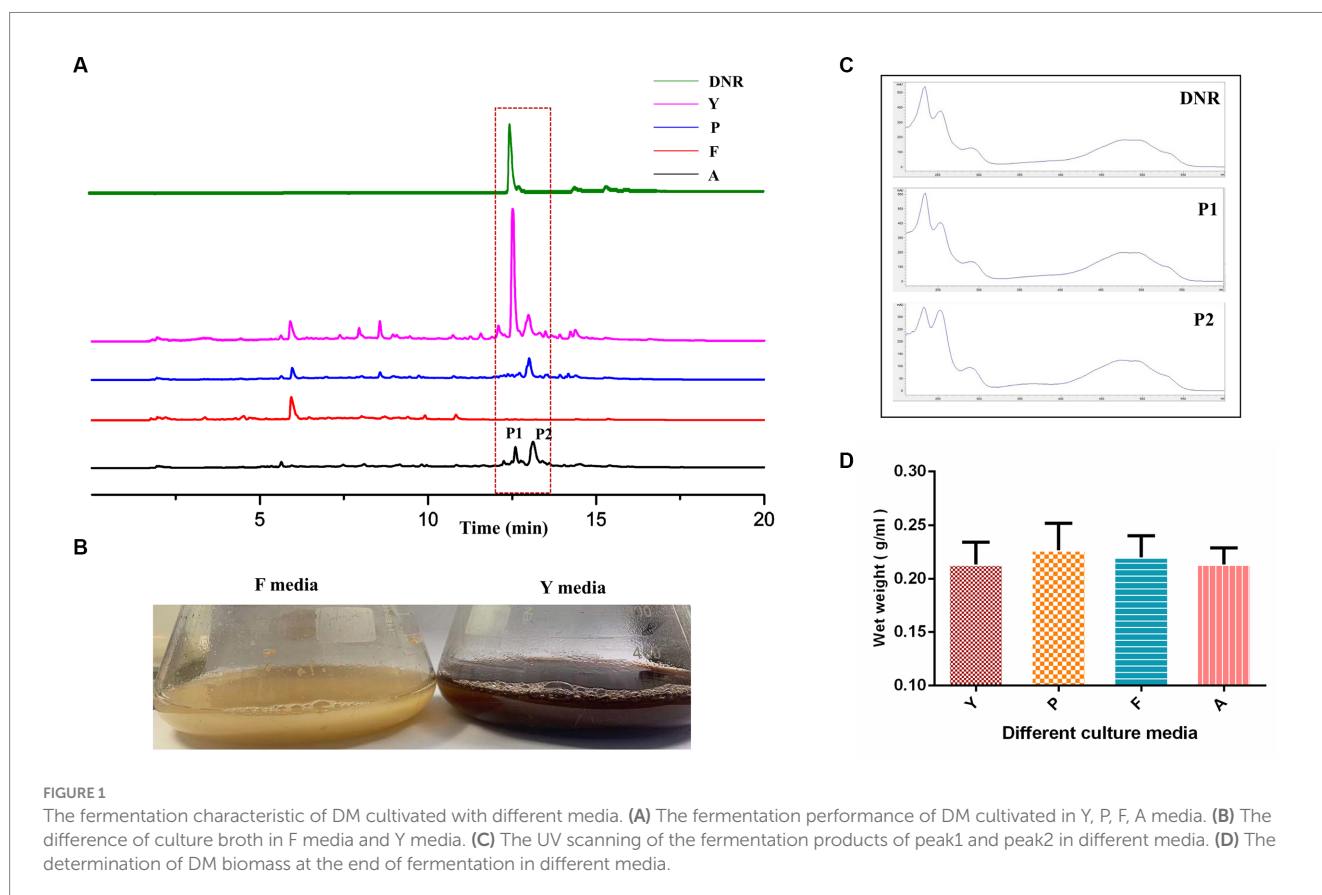 A
DNR
Y
P
F
A
P1 P2
5 10 15 20
Time (min)
B
F media
Y media
C
DNR
P1
P2
D
0.30
0.25
0.20
0.15
0.10
Wet weight ( g/ml )
Y P F A
Different culture media
FIGURE 1
The fermentation characteristic of DM cultivated with different media. (A) The fermentation performance of DM cultivated in Y, P, F, A media. (B) The
difference of culture broth in F media and Y media. (C) The UV scanning of the fermentation products of peak1 and peak2 in different media. (D) The
determination of DM biomass at the end of fermentation in different media.